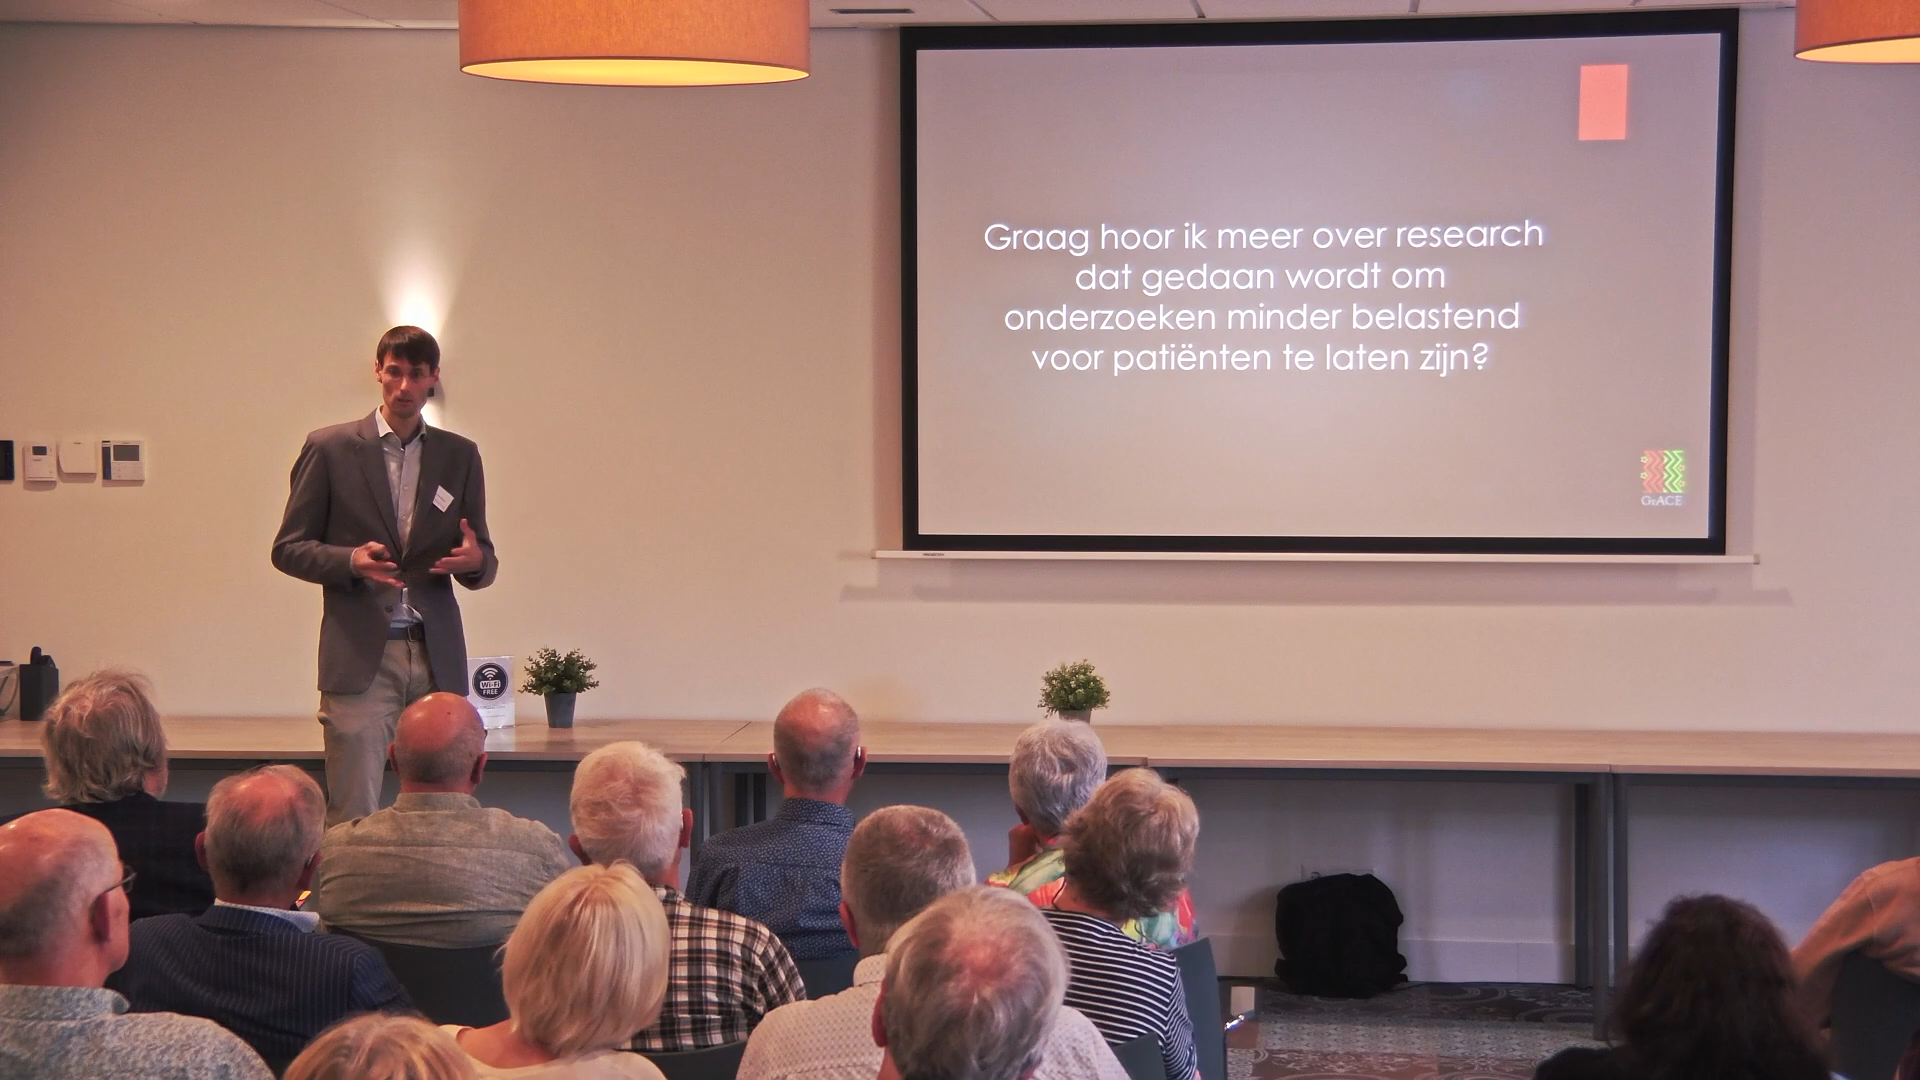 Graag hoor ik meer over research
dat gedaan wordt om
onderzoeken minder belastend
voor patiënten te laten zijn?
GrACE
Wi-Fi
FREE